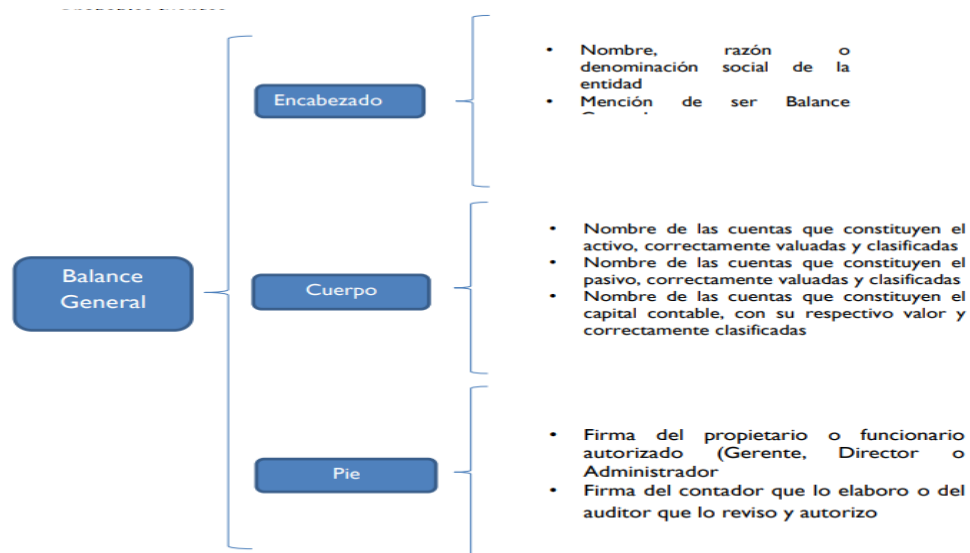 Encabezado
Nombre, razón o
denominación social de la
entidad
Mención de ser Balance
Balance
General
Cuerpo
Nombre de las cuentas que constituyen el
activo, correctamente valuadas y clasificadas
Nombre de las cuentas que constituyen el
pasivo, correctamente valuadas y clasificadas
Nombre de las cuentas que constituyen el
capital contable, con su respectivo valor y
correctamente clasificadas
Pie
Firma del propietario o funcionario
autorizado (Gerente, Director o
Administrador
Firma del contador que lo elaboro o del
auditor que lo reviso y autorizo